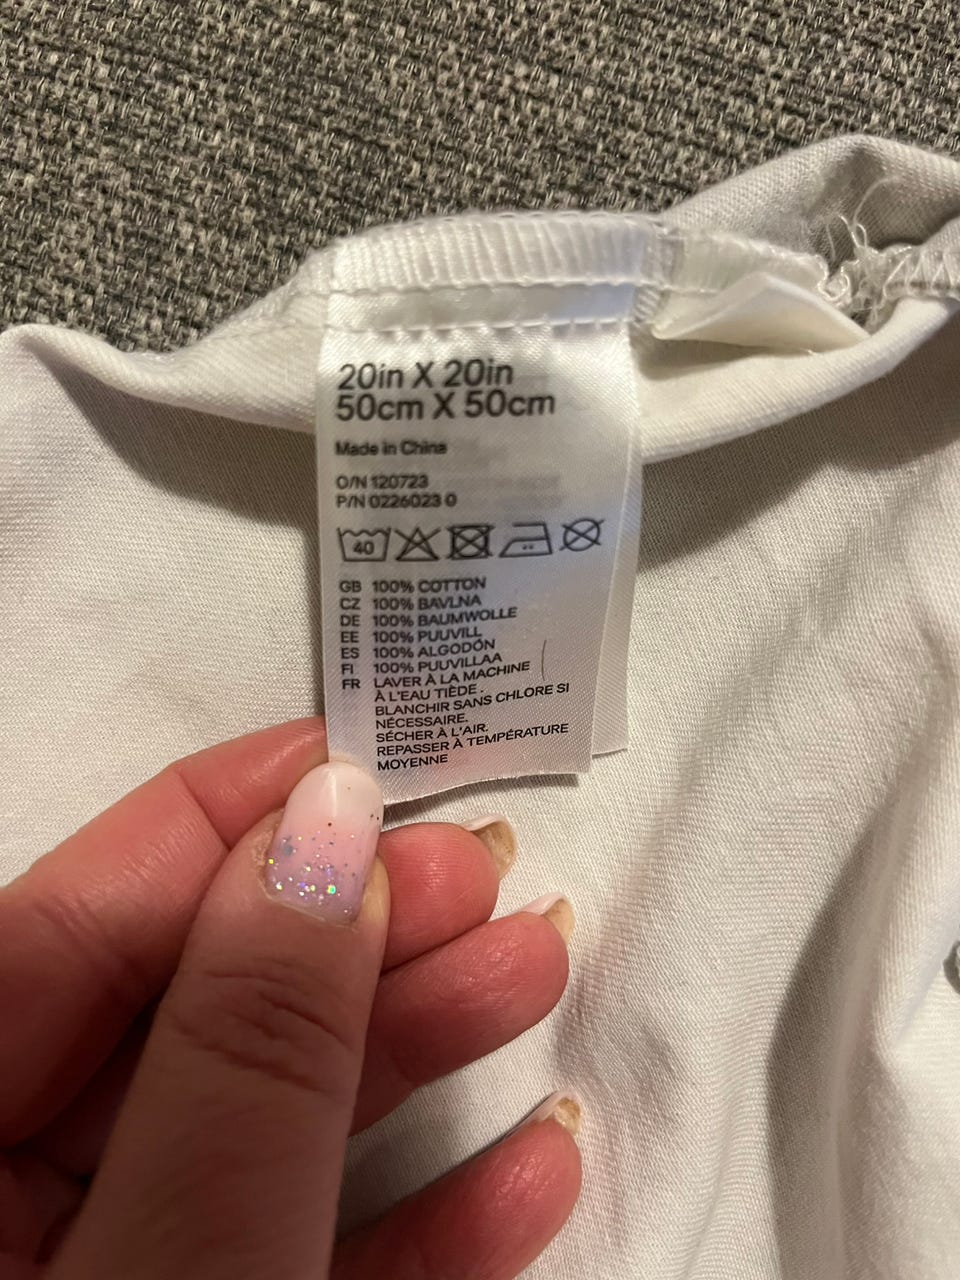 20in X 20in
50cm X 50cm
Made in China
O/N 120723
P/N 0226023 0
40
GB 100% COTTON
CZ 100% BAVLNA
DE 100% BAUMWOLLE
EE 100% PUUVILL
ES 100% ALGODÓN
FI 100% PUUVILLAA
FR LAVER À LA MACHINE
À L'EAU TIÈDE.
BLANCHIR SANS CHLORE SI
NÉCESSAIRE.
SÉCHER À L'AIR.
REPASSER À TEMPÉRATURE
MOYENNE